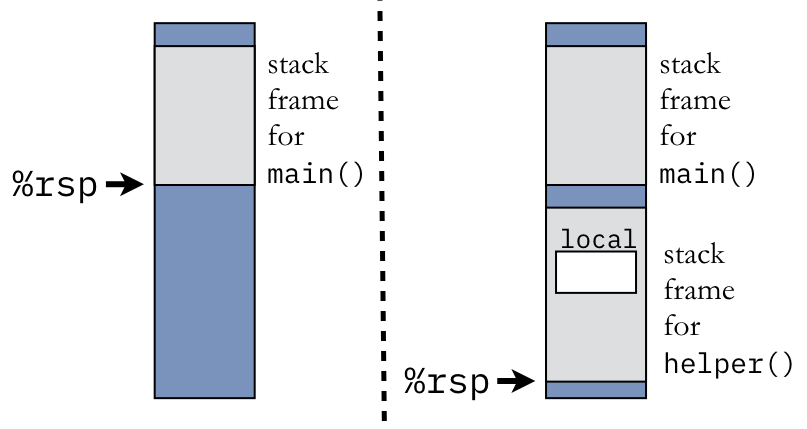 stack
frame
for
main()
%rsp
stack
frame
for
main()
local
stack
frame
for
helper()
%rsp